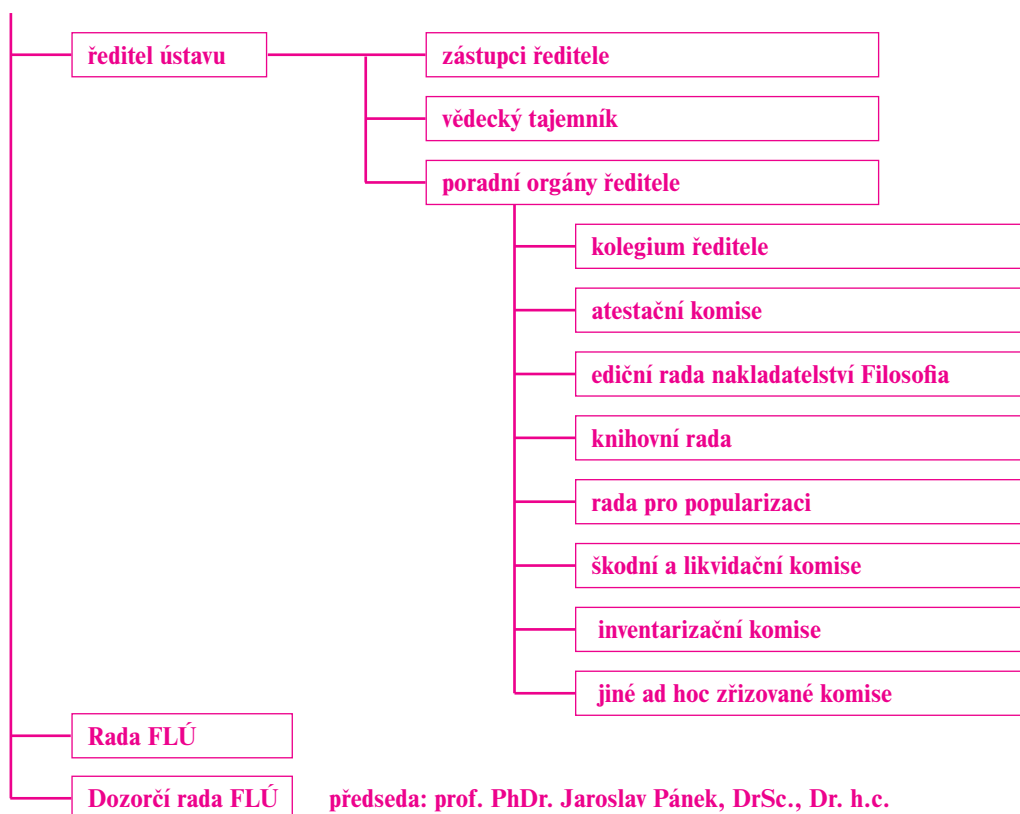 ředitel ústavu
zástupci ředitele
vědecký tajemník
poradní orgány ředitele
kolegium ředitele
atestační komise
ediční rada nakladatelství Filosofia
knihovní rada
rada pro popularizaci
škodní a likvidační komise
inventarizační komise
jiné ad hoc zřizované komise
Rada FLÚ
Dozorčí rada FLÚ předseda: prof. PhDr. Jaroslav Pánek, DrSc., Dr. h.c.